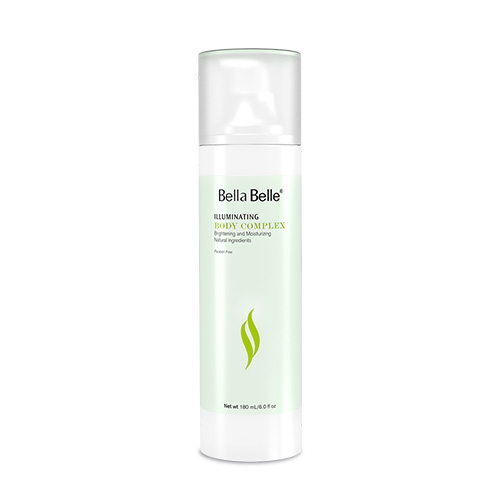 Bella Belle®
ILLUMINATING
BODY COMPLEX
Brightening and Moisturizing
Natural ingredients
Paraben Free
Net wt 180 mL/6.0 fl oz